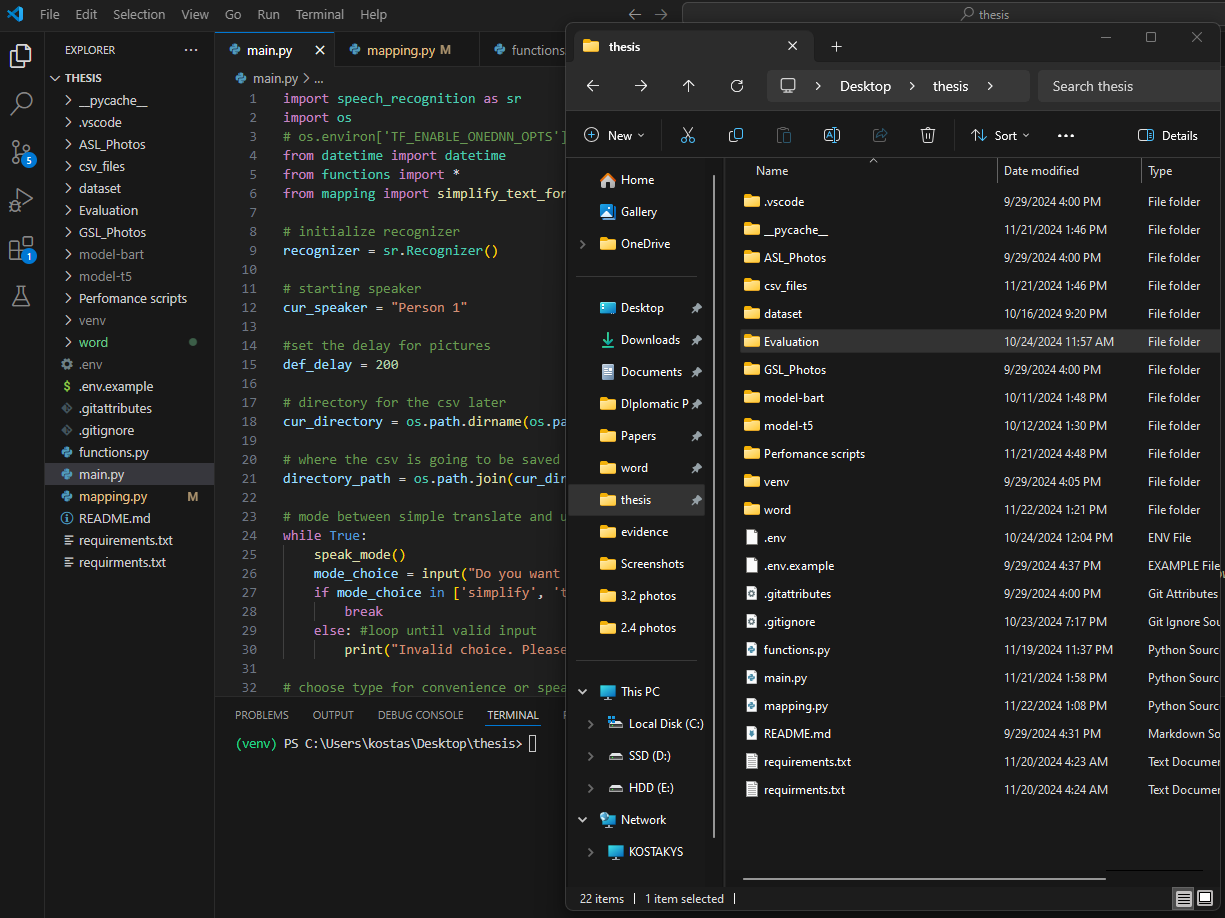 File Edit Selection View Go Run Terminal Help
thesis
EXPLORER
THESIS
__pycache__
.vscode
ASL_Photos
csv_files
dataset
Evaluation
GSL_Photos
model-bart
model-t5
Perfomance scripts
venv
word
.env
.env.example
.gitattributes
.gitignore
functions.py
main.py
mapping.py M
README.md
requirements.txt
requirments.txt
5
1
main.py
mapping.py M
functions
main.py > ...
1 import speech_recognition as sr
2 import os
3 # os.environ['TF_ENABLE_ONEDNN_OPTS']
4 from datetime import datetime
5 from functions import *
6 from mapping import simplify_text_for
7
8 # initialize recognizer
9 recognizer = sr.Recognizer()
10
11 # starting speaker
12 cur_speaker = "Person 1"
13
14 #set the delay for pictures
15 def_delay = 200
16
17 # directory for the csv later
18 cur_directory = os.path.dirname(os.pa
19
20 # where the csv is going to be saved
21 directory_path = os.path.join(cur_dir
22
23 # mode between simple translate and u
24 while True:
25 speak_mode()
26 mode_choice = input("Do you want
27 if mode_choice in ['simplify', 't
28 break
29 else: #loop until valid input
30 print("Invalid choice. Please
31
32 # choose type for convenience or spea
PROBLEMS OUTPUT DEBUG CONSOLE TERMINAL
(venv) PS C:\Users\kostas\Desktop\thesis>
thesis
Desktop > thesis >
Search thesis
New
Sort
Details
Home
Gallery
OneDrive
Desktop
Downloads
Documents
DIplomatic P
Papers
word
thesis
evidence
Screenshots
3.2 photos
2.4 photos
This PC
Local Disk (C:)
SSD (D:)
HDD (E:)
Network
KOSTAKYS
Name Date modified Type
.vscode 9/29/2024 4:00 PM File folder
__pycache__ 11/21/2024 1:46 PM File folder
ASL_Photos 9/29/2024 4:00 PM File folder
csv_files 11/21/2024 1:46 PM File folder
dataset 10/16/2024 9:20 PM File folder
Evaluation 10/24/2024 11:57 AM File folder
GSL_Photos 9/29/2024 4:00 PM File folder
model-bart 10/11/2024 1:48 PM File folder
model-t5 10/12/2024 1:30 PM File folder
Perfomance scripts 11/21/2024 4:48 PM File folder
venv 9/29/2024 4:05 PM File folder
word 11/22/2024 1:21 PM File folder
.env 10/24/2024 12:04 PM ENV File
.env.example 9/29/2024 4:37 PM EXAMPLE File
.gitattributes 9/29/2024 4:00 PM Git Attributes
.gitignore 10/23/2024 7:17 PM Git Ignore Sou
functions.py 11/19/2024 11:37 PM Python Sourc
main.py 11/21/2024 1:58 PM Python Sourc
mapping.py 11/22/2024 1:08 PM Python Sourc
README.md 9/29/2024 4:31 PM Markdown So
requirements.txt 11/20/2024 4:23 AM Text Documer
requirments.txt 11/20/2024 4:24 AM Text Documer
22 items 1 item selected